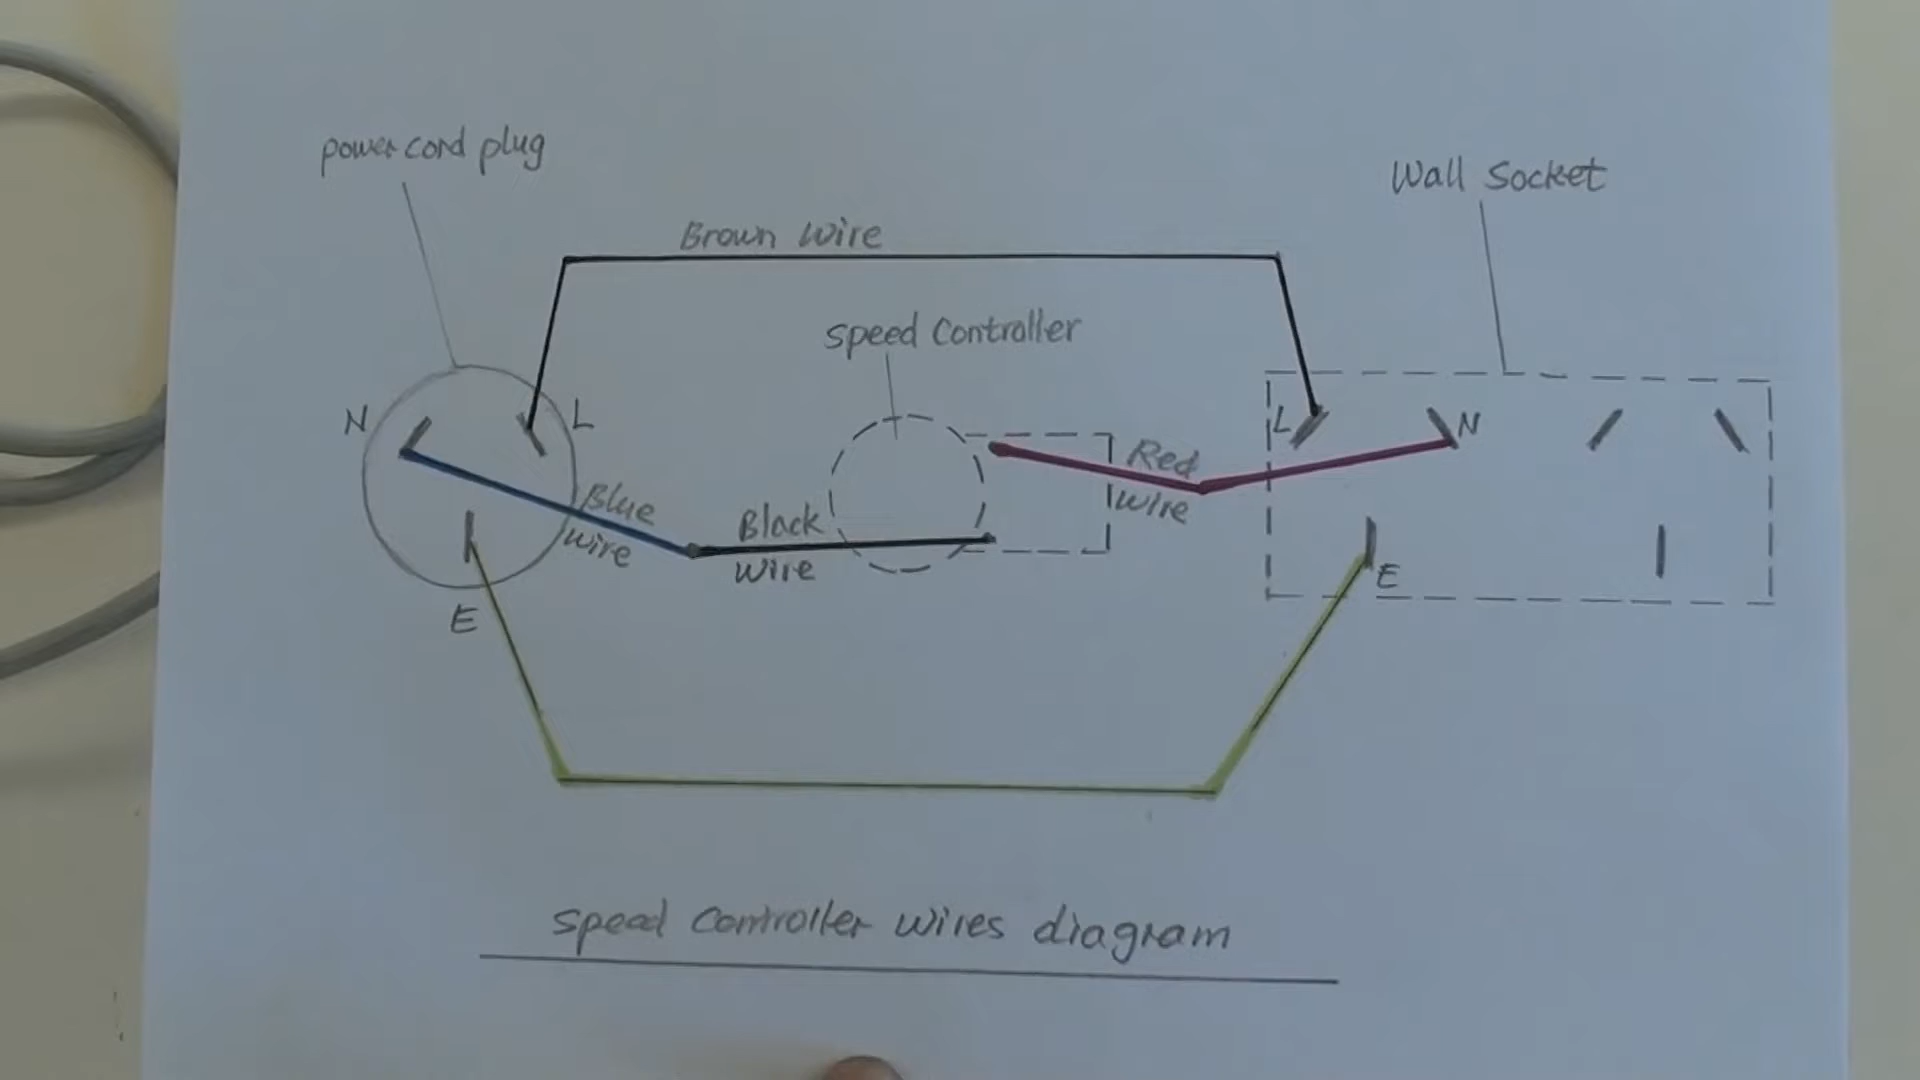 power cord plug
Wall Socket
Brown Wire
Speed Controller
N
L
L
N
Blue
Wire
Black
Wire
Red
Wire
E
E
Speed Controller Wires diagram